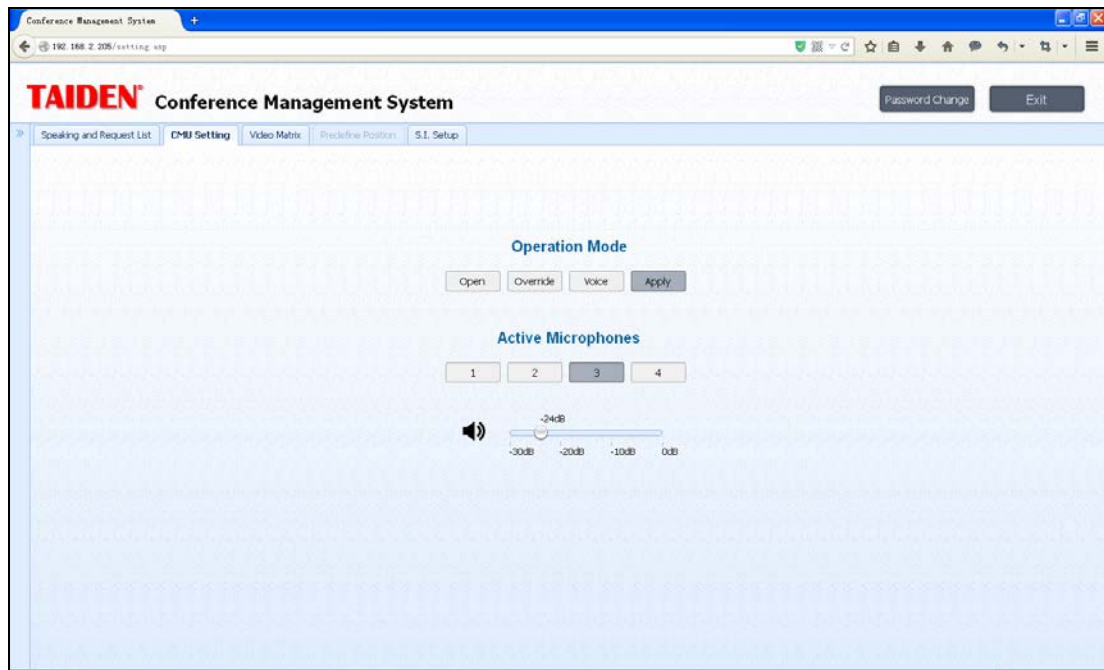 Conference Management System +
192.168.2.205/setting.asp
TAIDEN® Conference Management System Password Change Exit
» Speaking and Request List CMU Setting Video Matrix Predefine Position S.I. Setup
Operation Mode
Open Override Voice Apply
Active Microphones
1 2 3 4
-24dB
-30dB -20dB -10dB 0dB